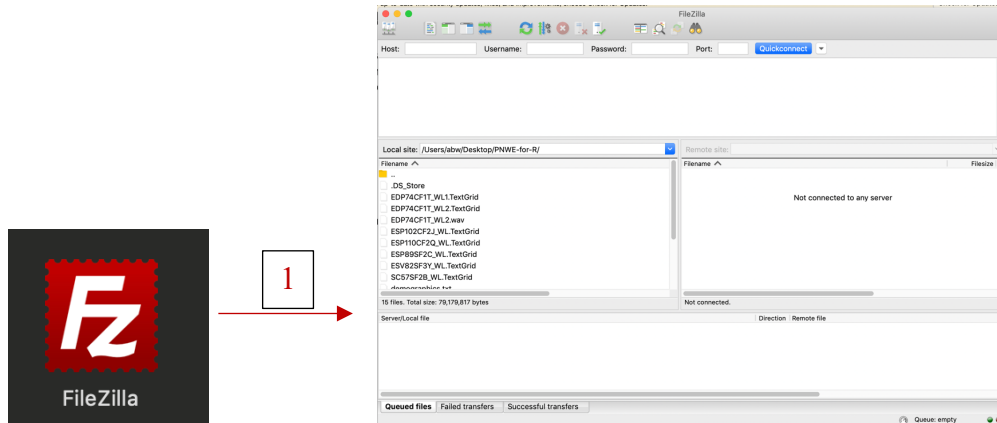 FileZilla
Host: Username: Password: Port: Quickconnect
Local site: /Users/abw/Desktop/PNWE-for-R/
Remote site:
Filename
..
.DS_Store
EDP74CF1T_WL1.TextGrid
EDP74CF1T_WL2.TextGrid
EDP74CF1T_WL2.wav
ESP102CF2J_WL.TextGrid
ESP110CF2Q_WL.TextGrid
ESP89SF2C_WL.TextGrid
ESV82SF3Y_WL.TextGrid
SC57SF2B_WL.TextGrid
demographics.txt
15 files. Total size: 79,179,817 bytes
Filename Filesize
Not connected to any server
Not connected.
Server/Local file Direction Remote file
Queued files Failed transfers Successful transfers
Queue: empty
1
Fz
FileZilla